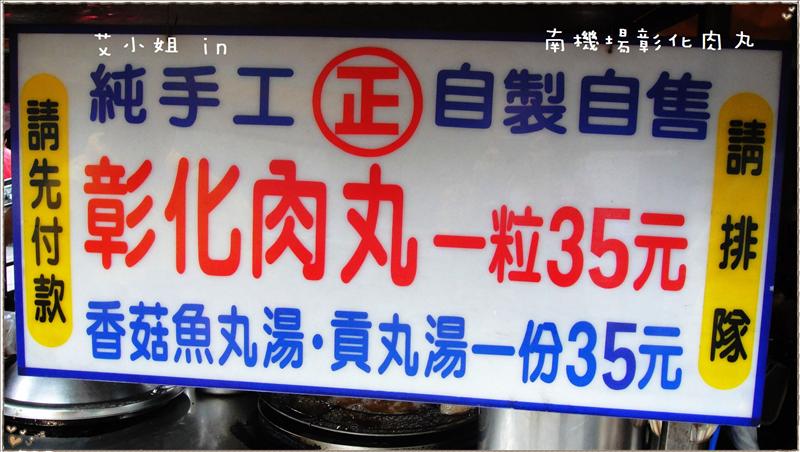 艾小姐 in
南機場彰化肉丸
純手工 正 自製自售
請先付款
彰化肉丸一粒35元
請排隊
香菇魚丸湯·貢丸湯一份35元